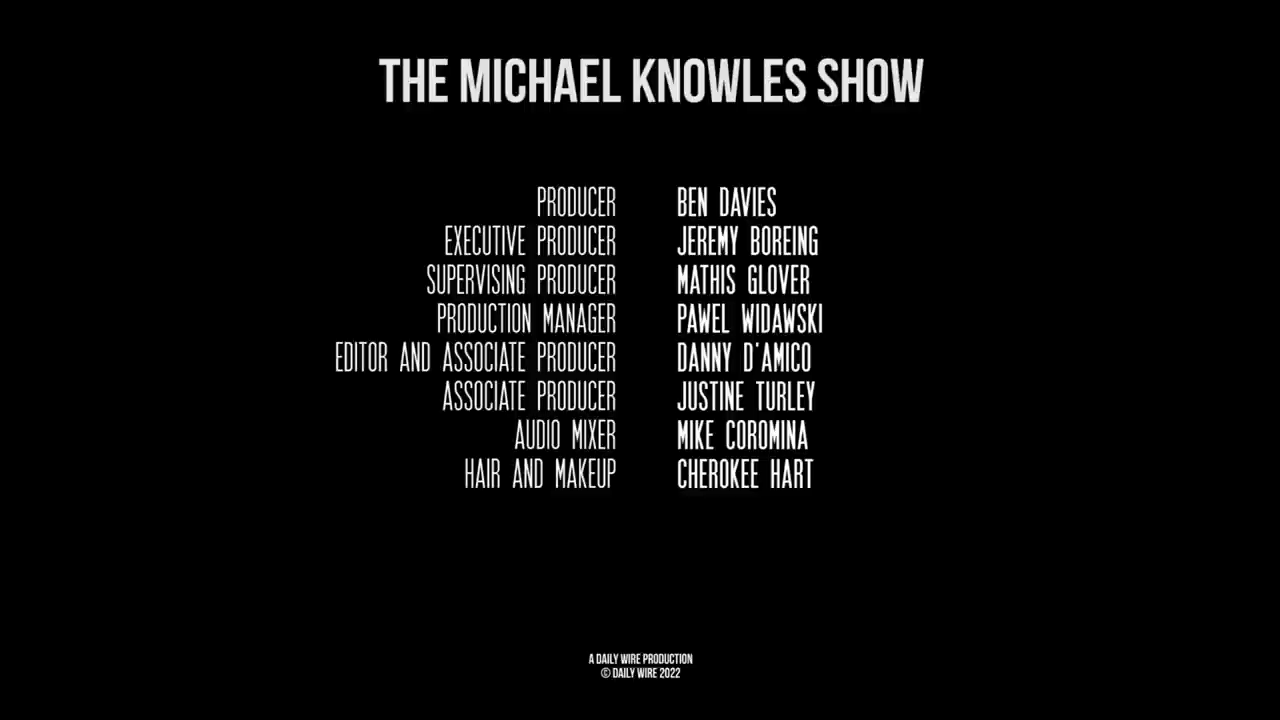 THE MICHAEL KNOWLES SHOW
PRODUCER BEN DAVIES
EXECUTIVE PRODUCER JEREMY BOREING
SUPERVISING PRODUCER MATHIS GLOVER
PRODUCTION MANAGER PAWEL WIDAWSKI
EDITOR AND ASSOCIATE PRODUCER DANNY D'AMICO
ASSOCIATE PRODUCER JUSTINE TURLEY
AUDIO MIXER MIKE COROMINA
HAIR AND MAKEUP CHEROKEE HART
A DAILY WIRE PRODUCTION
© DAILY WIRE 2022